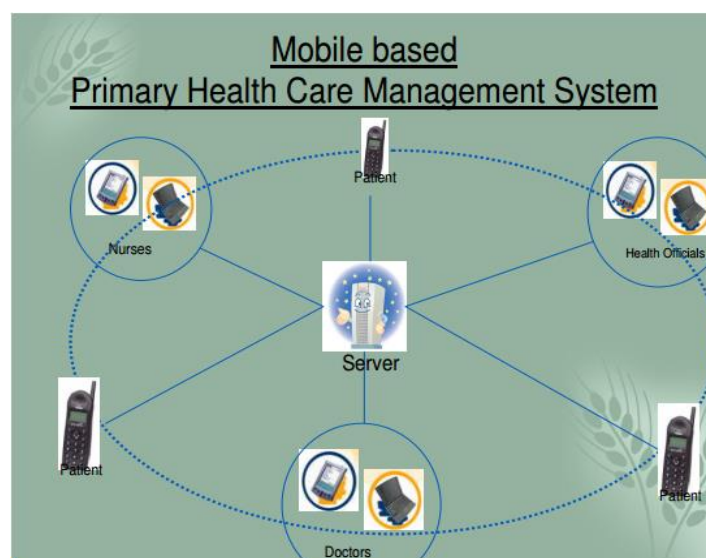 Mobile based
Primary Health Care Management System
Patient
Nurses
Health Officials
Server
Patient
Patient
Doctors